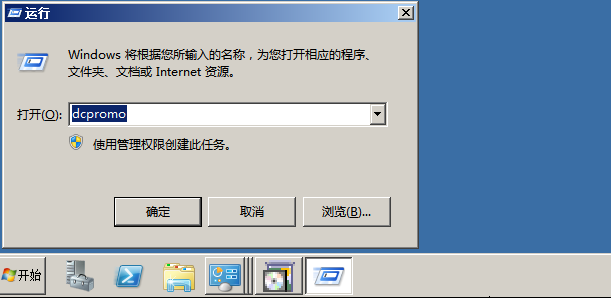 运行
Windows 将根据您所输入的名称，为您打开相应的程序、
文件夹、文档或 Internet 资源。
打开(O): dcpromo
使用管理权限创建此任务。
确定 取消 浏览(B)...
开始